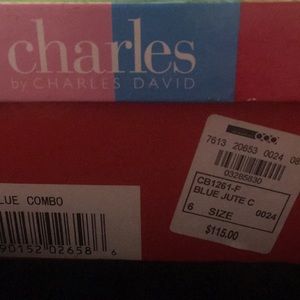 charles
by CHARLES DAVID
7613 20653 0024 08
03285830
CB1261-F
BLUE JUTE C
6 SIZE 0024
$115.00
LUE COMBO
90152 02658 6